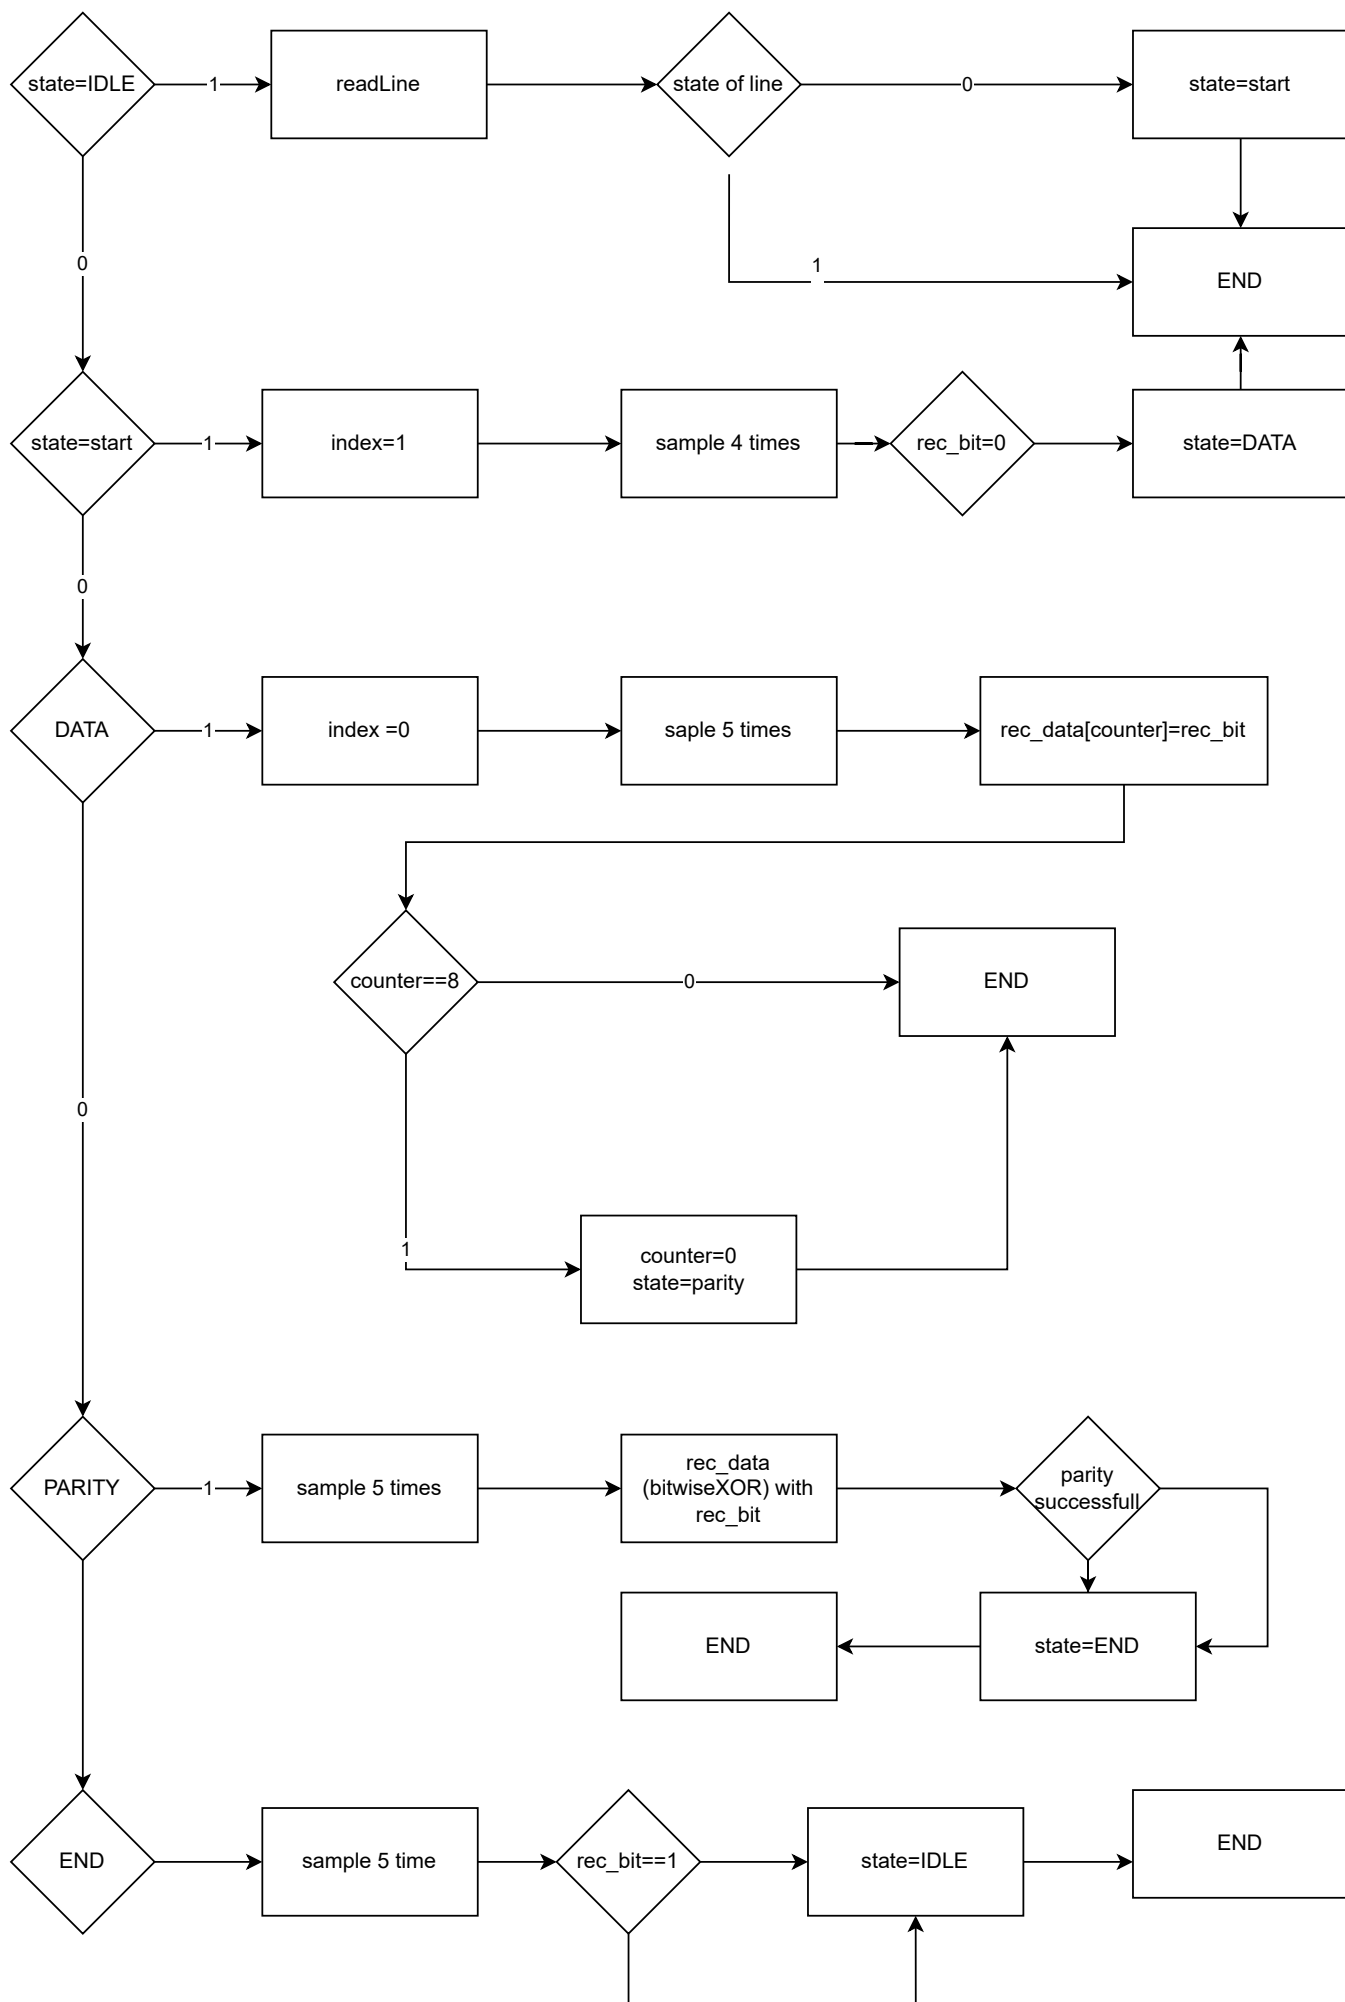 state=IDLE
1
readLine
state of line
0
state=start
0
1
END
state=start
1
index=1
sample 4 times
rec_bit=0
state=DATA
0
DATA
1
index =0
saple 5 times
rec_data[counter]=rec_bit
counter==8
0
END
0
1
counter=0
state=parity
PARITY
1
sample 5 times
rec_data
(bitwiseXOR) with
rec_bit
parity
successfull
END
state=END
END
sample 5 time
rec_bit==1
state=IDLE
END